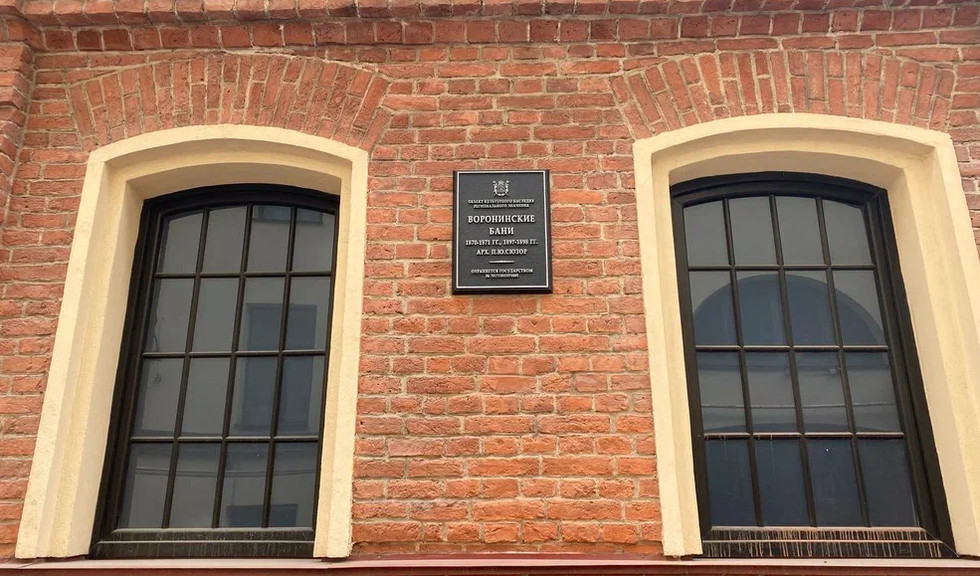 ОБЪЕКТ КУЛЬТУРНОГО НАСЛЕДИЯ
РЕГИОНАЛЬНОГО ЗНАЧЕНИЯ
ВОРОНИНСКИЕ
БАНИ
1870-1871 ГГ., 1897-1898 ГГ.
АРХ. П.Ю.СЮЗОР
ОХРАНЯЕТСЯ ГОСУДАРСТВОМ